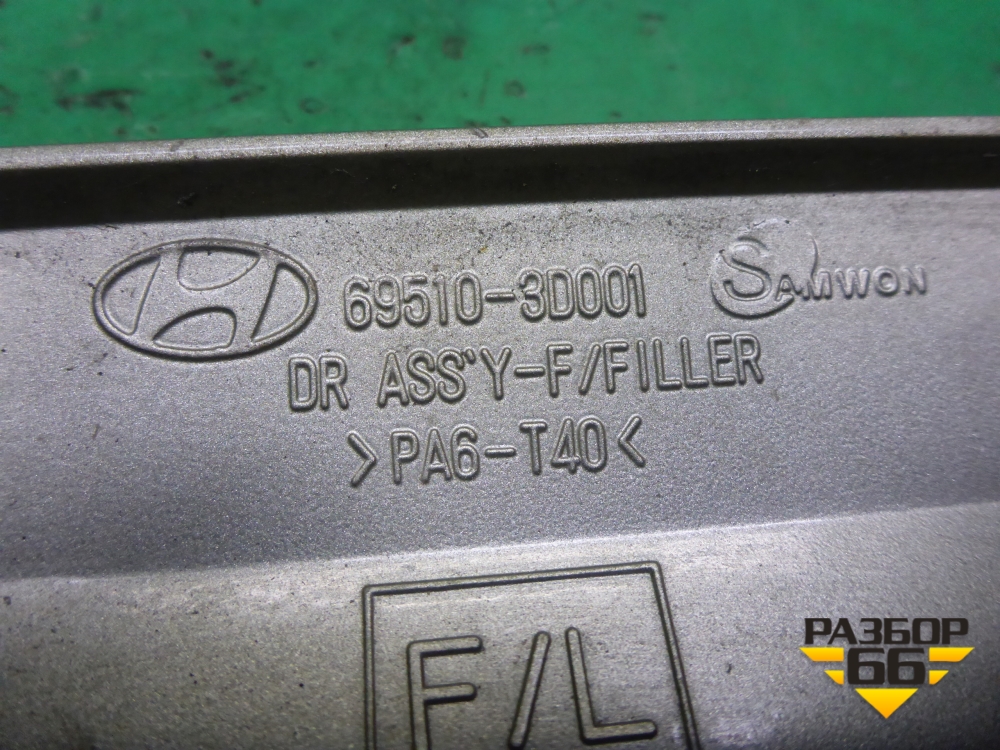 69510-3D001 SAMWON
DR ASS'Y-F/FILLER
>PA6-T40<
F/L
РАЗБОР
66